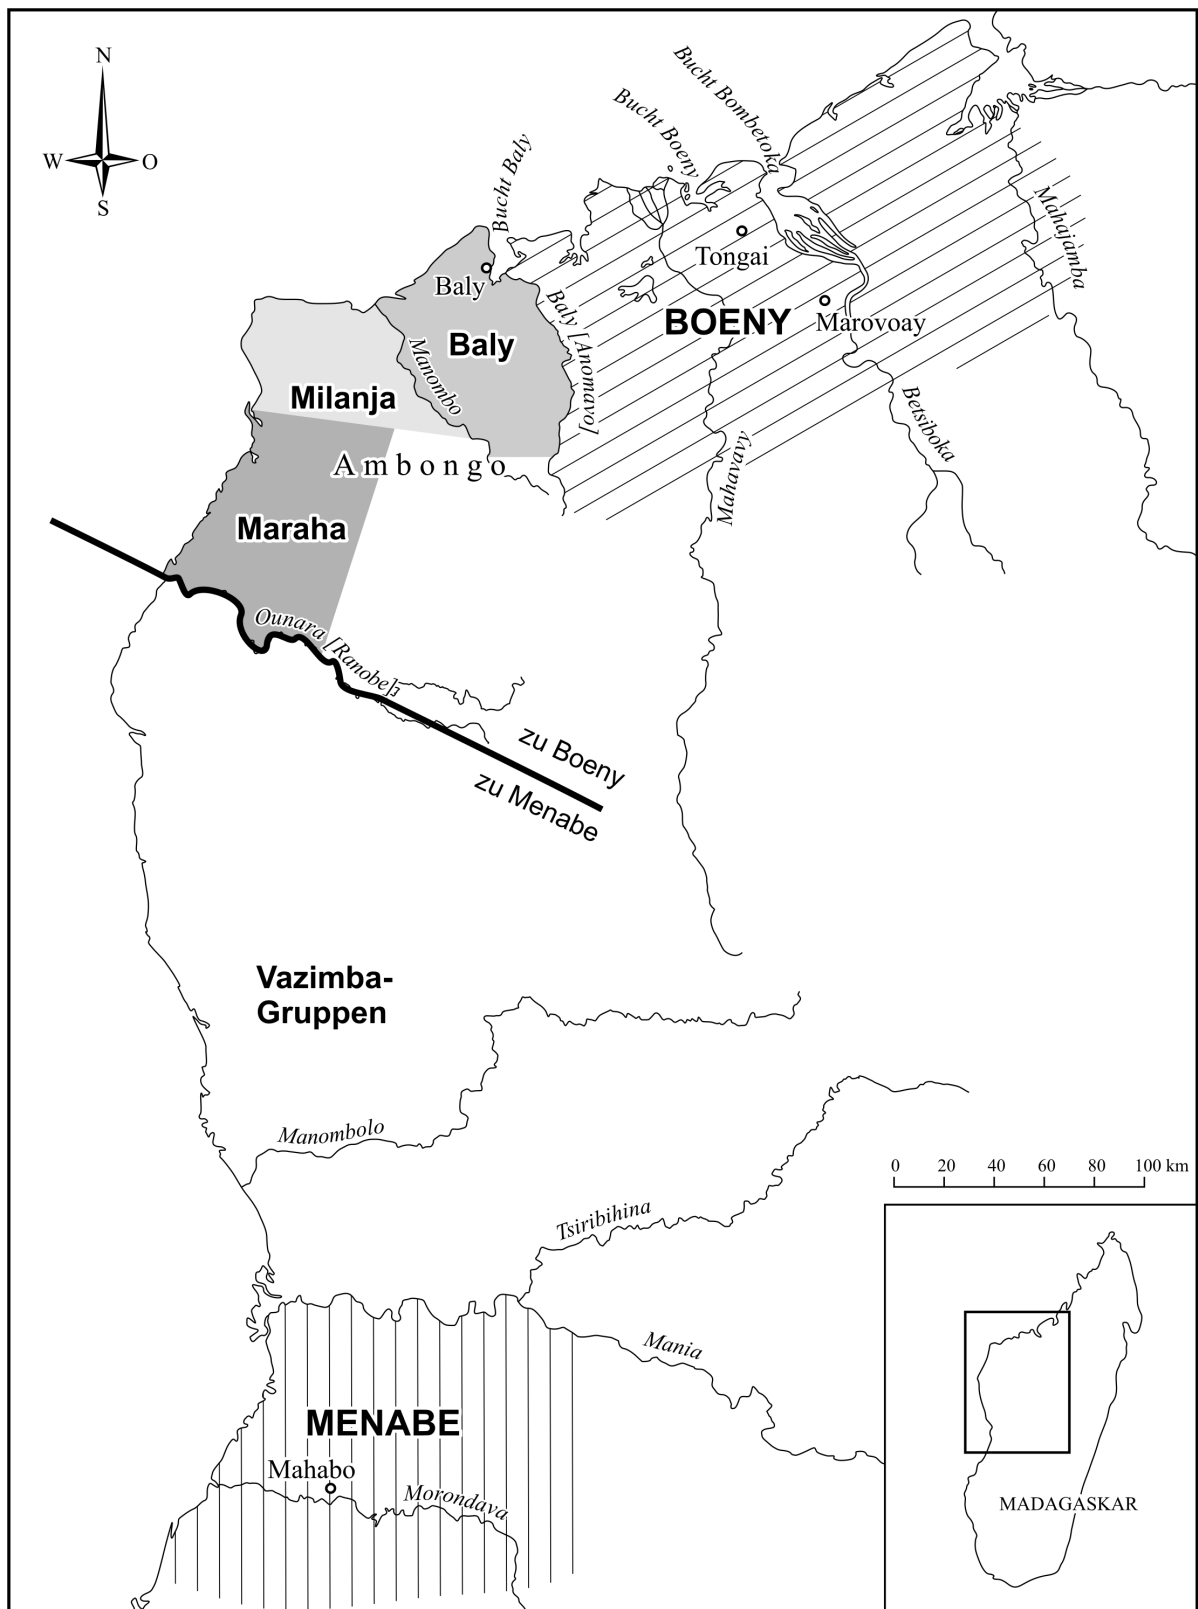 N
W
O
S
Bucht Bombetoka
Bucht Boeny
Bucht Baly
Mahajamba
Tongai
Baly
Baly [Anomavo]
BOENY
Marovoay
Baly
Manombo
Milanja
Betsiboka
Mahavavy
Ambongo
Maraha
Ounara [Ranobe]
zu Boeny
zu Menabe
Vazimba-
Gruppen
Manombolo
0 20 40 60 80 100 km
Tsiribihina
Mania
MENABE
Mahabo
Morondava
MADAGASKAR